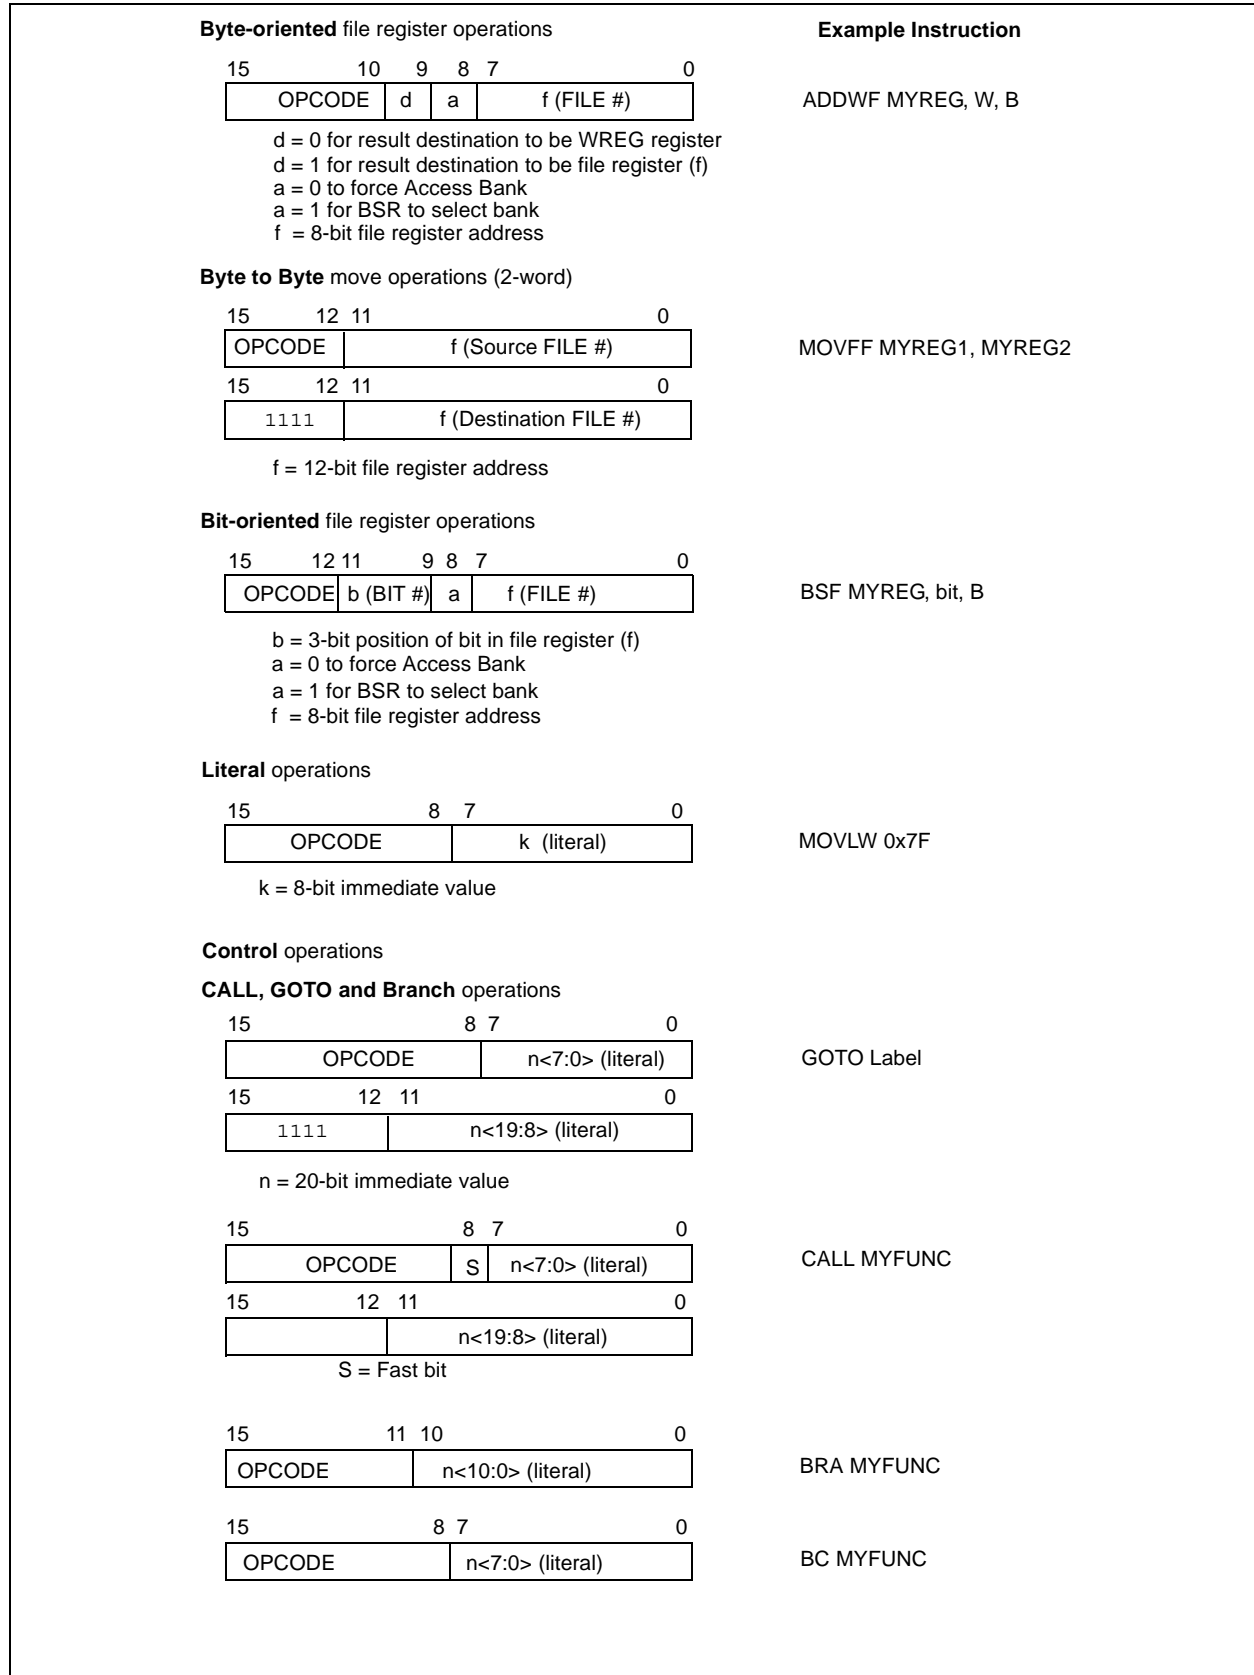 Byte-oriented file register operations Example Instruction
15 10 9 8 7 0
OPCODE d a f (FILE #) ADDWF MYREG, W, B
d = 0 for result destination to be WREG register
d = 1 for result destination to be file register (f)
a = 0 to force Access Bank
a = 1 for BSR to select bank
f = 8-bit file register address
Byte to Byte move operations (2-word)
15 12 11 0
OPCODE f (Source FILE #) MOVFF MYREG1, MYREG2
15 12 11 0
1111 f (Destination FILE #)
f = 12-bit file register address
Bit-oriented file register operations
15 12 11 9 8 7 0
OPCODE b (BIT #) a f (FILE #) BSF MYREG, bit, B
b = 3-bit position of bit in file register (f)
a = 0 to force Access Bank
a = 1 for BSR to select bank
f = 8-bit file register address
Literal operations
15 8 7 0
OPCODE k (literal) MOVLW 0x7F
k = 8-bit immediate value
Control operations
CALL, GOTO and Branch operations
15 8 7 0
OPCODE n<7:0> (literal) GOTO Label
15 12 11 0
1111 n<19:8> (literal)
n = 20-bit immediate value
15 8 7 0
OPCODE S n<7:0> (literal) CALL MYFUNC
15 12 11 0
n<19:8> (literal)
S = Fast bit
15 11 10 0
OPCODE n<10:0> (literal) BRA MYFUNC
15 8 7 0
OPCODE n<7:0> (literal) BC MYFUNC